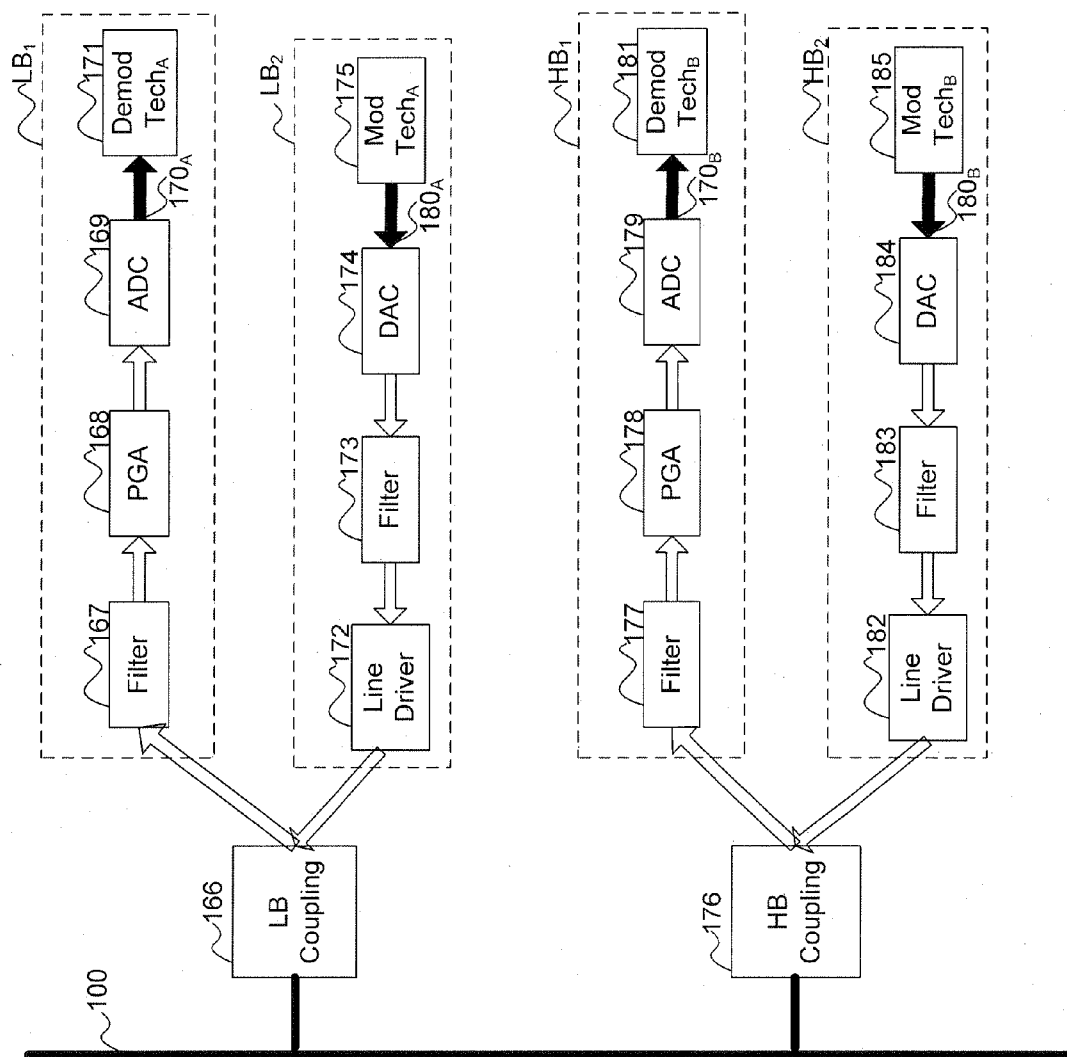 100
166
LB
Coupling
LB₁
167
Filter
168
PGA
169
ADC
170A
171
Demod
TechA
LB₂
172
Line
Driver
173
Filter
174
DAC
180A
175
Mod
TechA
176
HB
Coupling
HB₁
177
Filter
178
PGA
179
ADC
170B
181
Demod
TechB
HB₂
182
Line
Driver
183
Filter
184
DAC
180B
185
Mod
TechB